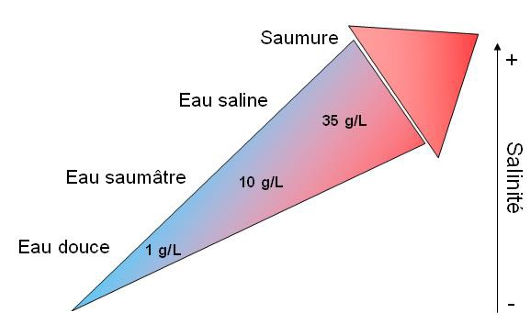 Saumure
+
Eau saline
35 g/L
Eau saumâtre
10 g/L
Salinité
Eau douce
1 g/L
-